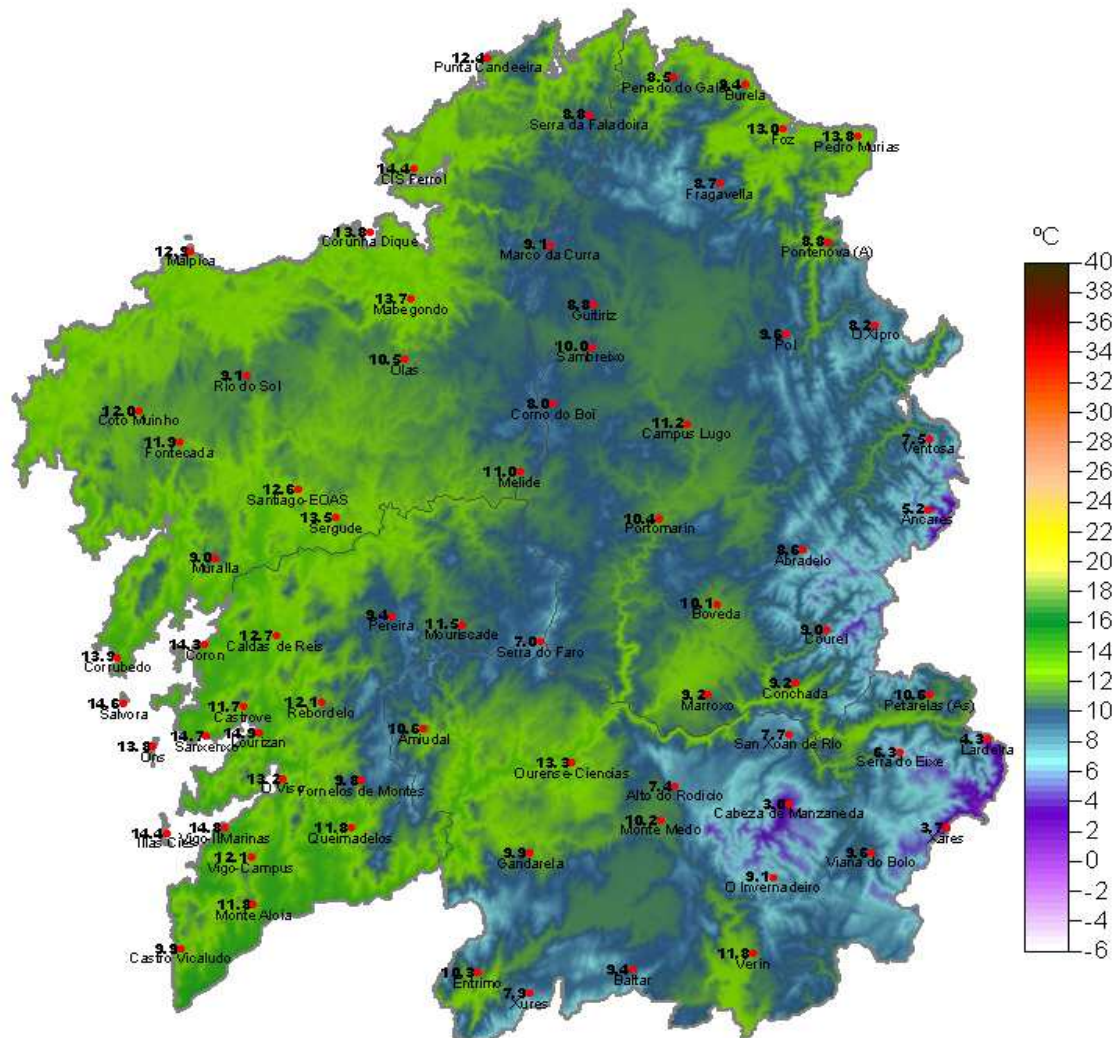 12.4
Punta Candeeira
8.5
Penedo do Galo
9.4
Burela
8.8
Serra da Faladoira
13.0
Foz
13.8
Pedro Murias
14.4
CIS Ferrol
8.7
Fragavella
13.8
Corunha Dique
12.9
Malpica
9.1
Marco da Curra
8.8
Pontenova (A)
ºC
40
38
36
34
32
30
28
26
24
22
20
18
16
14
12
10
8
6
4
2
0
-2
-4
-6
13.7
Mabegondo
8.8
Guitiriz
9.6
Pol
8.2
O Xipro
10.0
Sambreixo
10.5
Olas
9.1
Rio do Sol
12.0
Coto Muinho
8.0
Corno do Boi
11.2
Campus Lugo
11.9
Fontecada
7.5
Ventosa
11.0
Melide
12.6
Santiago-EOAS
13.5
Sergude
10.4
Portomarin
5.2
Ancares
9.0
Muralla
8.6
Abradelo
10.1
Boveda
9.4
Pereira
11.5
Mouriscade
9.0
Courel
12.7
Caldas de Reis
7.0
Serra do Faro
14.3
Coron
13.9
Corrubedo
9.2
Conchada
14.6
Salvora
11.7
Castrove
12.1
Rebordelo
9.2
Marroxo
10.6
Petarelas (As)
14.7
Sanxenxo
14.9
Lourizan
10.6
Amiudal
7.7
San Xoan de Rio
4.3
Lardeira
13.8
Ons
6.3
Serra do Eixe
13.3
Ourense-Ciencias
13.2
O Viso
9.8
Fornelos de Montes
7.4
Alto do Rodicio
3.0
Cabeza de Manzaneda
14.4
Illas Cies
14.8
Vigo-IIMarinas
11.8
Queimadelos
10.2
Monte Medo
3.7
Xares
12.1
Vigo-Campus
9.9
Gandarela
9.6
Viana do Bolo
9.1
O Invernadeiro
11.8
Monte Aloia
9.9
Castro Vicaludo
11.8
Verin
10.3
Entrimo
9.4
Baltar
7.9
Xures